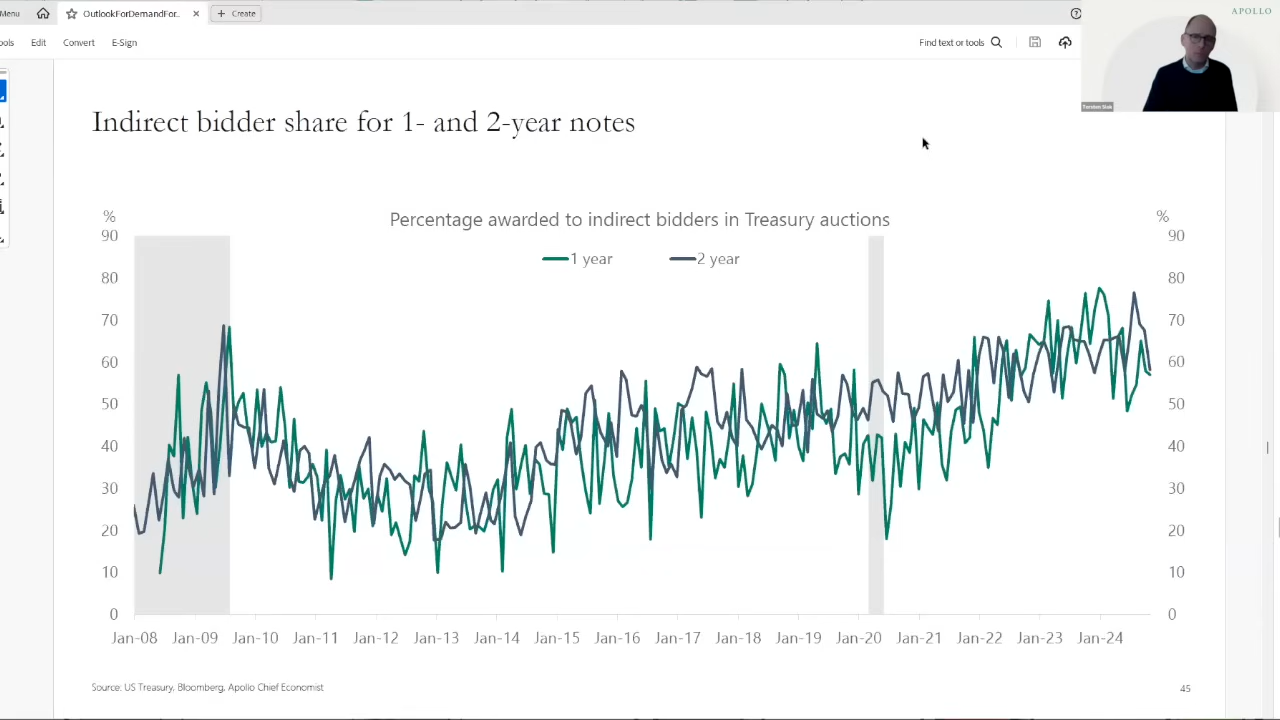 Menu
OutlookForDemandFor...
×
+ Create
?
APOLLO
ools
Edit
Convert
E-Sign
Find text or tools
Torsten Slok
Indirect bidder share for 1- and 2-year notes
%
Percentage awarded to indirect bidders in Treasury auctions
%
1 year
2 year
90
80
70
60
50
40
30
20
10
0
90
80
70
60
50
40
30
20
10
0
Jan-08 Jan-09 Jan-10 Jan-11 Jan-12 Jan-13 Jan-14 Jan-15 Jan-16 Jan-17 Jan-18 Jan-19 Jan-20 Jan-21 Jan-22 Jan-23 Jan-24
Source: US Treasury, Bloomberg, Apollo Chief Economist
45